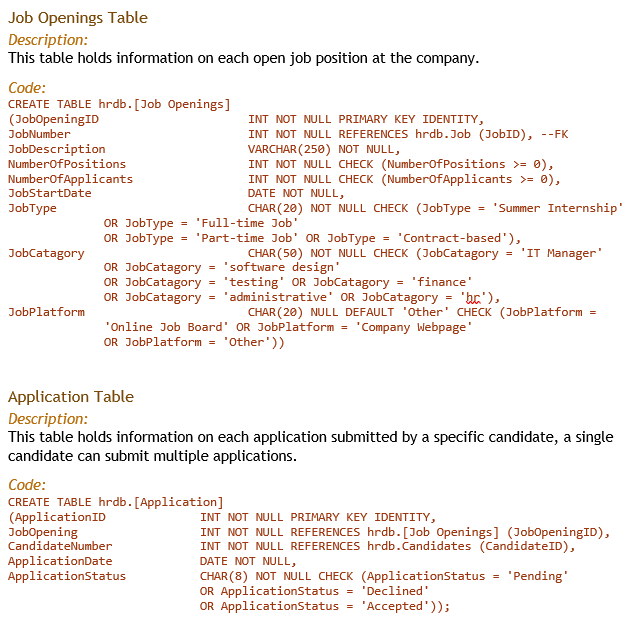 Job Openings Table
Description:
This table holds information on each open job position at the company.
Code:
CREATE TABLE hrdb.[Job Openings]
(JobOpeningID INT NOT NULL PRIMARY KEY IDENTITY,
JobNumber INT NOT NULL REFERENCES hrdb.Job (JobID), --FK
JobDescription VARCHAR(250) NOT NULL,
NumberOfPositions INT NOT NULL CHECK (NumberOfPositions >= 0),
NumberOfApplicants INT NOT NULL CHECK (NumberOfApplicants >= 0),
JobStartDate DATE NOT NULL,
JobType CHAR(20) NOT NULL CHECK (JobType = 'Summer Internship'
OR JobType = 'Full-time Job'
OR JobType = 'Part-time Job' OR JobType = 'Contract-based'),
JobCatagory CHAR(50) NOT NULL CHECK (JobCatagory = 'IT Manager'
OR JobCatagory = 'software design'
OR JobCatagory = 'testing' OR JobCatagory = 'finance'
OR JobCatagory = 'administrative' OR JobCatagory = 'hr'),
JobPlatform CHAR(20) NULL DEFAULT 'Other' CHECK (JobPlatform =
'Online Job Board' OR JobPlatform = 'Company Webpage'
OR JobPlatform = 'Other'))
Application Table
Description:
This table holds information on each application submitted by a specific candidate, a single
candidate can submit multiple applications.
Code:
CREATE TABLE hrdb.[Application]
(ApplicationID INT NOT NULL PRIMARY KEY IDENTITY,
JobOpening INT NOT NULL REFERENCES hrdb.[Job Openings] (JobOpeningID),
CandidateNumber INT NOT NULL REFERENCES hrdb.Candidates (CandidateID),
ApplicationDate DATE NOT NULL,
ApplicationStatus CHAR(8) NOT NULL CHECK (ApplicationStatus = 'Pending'
OR ApplicationStatus = 'Declined'
OR ApplicationStatus = 'Accepted'));